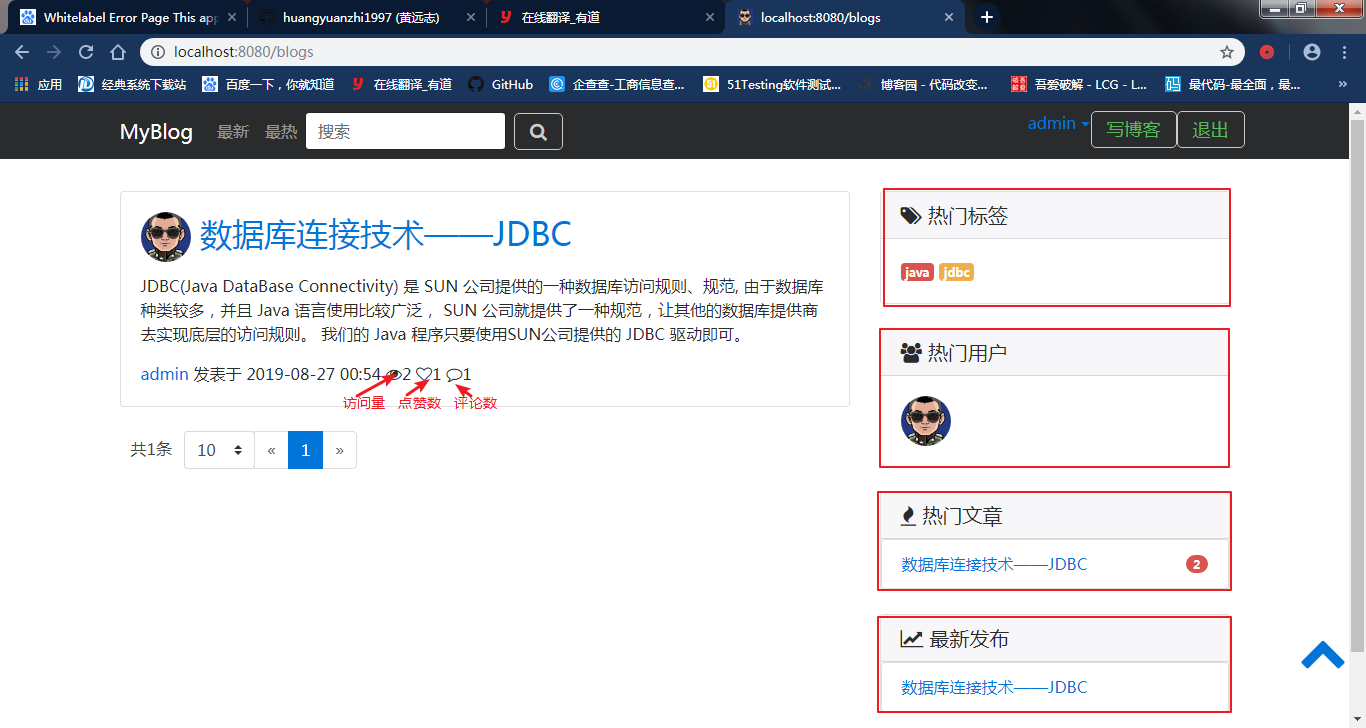 Whitelabel Error Page This app
huangyuanzhi1997 (黄远志)
在线翻译_有道
localhost:8080/blogs
localhost:8080/blogs
应用
经典系统下载站
百度一下，你就知道
在线翻译_有道
GitHub
企查查-工商信息查...
51Testing软件测试...
博客园 - 代码改变...
吾爱破解 - LCG - L...
最代码-最全面，最...
»
MyBlog
最新
最热
搜索
admin
写博客
退出
数据库连接技术——JDBC
JDBC(Java DataBase Connectivity) 是 SUN 公司提供的一种数据库访问规则、规范, 由于数据库
种类较多，并且 Java 语言使用比较广泛， SUN 公司就提供了一种规范，让其他的数据库提供商
去实现底层的访问规则。 我们的 Java 程序只要使用SUN公司提供的 JDBC 驱动即可。
admin 发表于 2019-08-27 00:54 2 1 1
访问量 点赞数 评论数
共1条 10 « 1 »
热门标签
java jdbc
热门用户
热门文章
数据库连接技术——JDBC 2
最新发布
数据库连接技术——JDBC